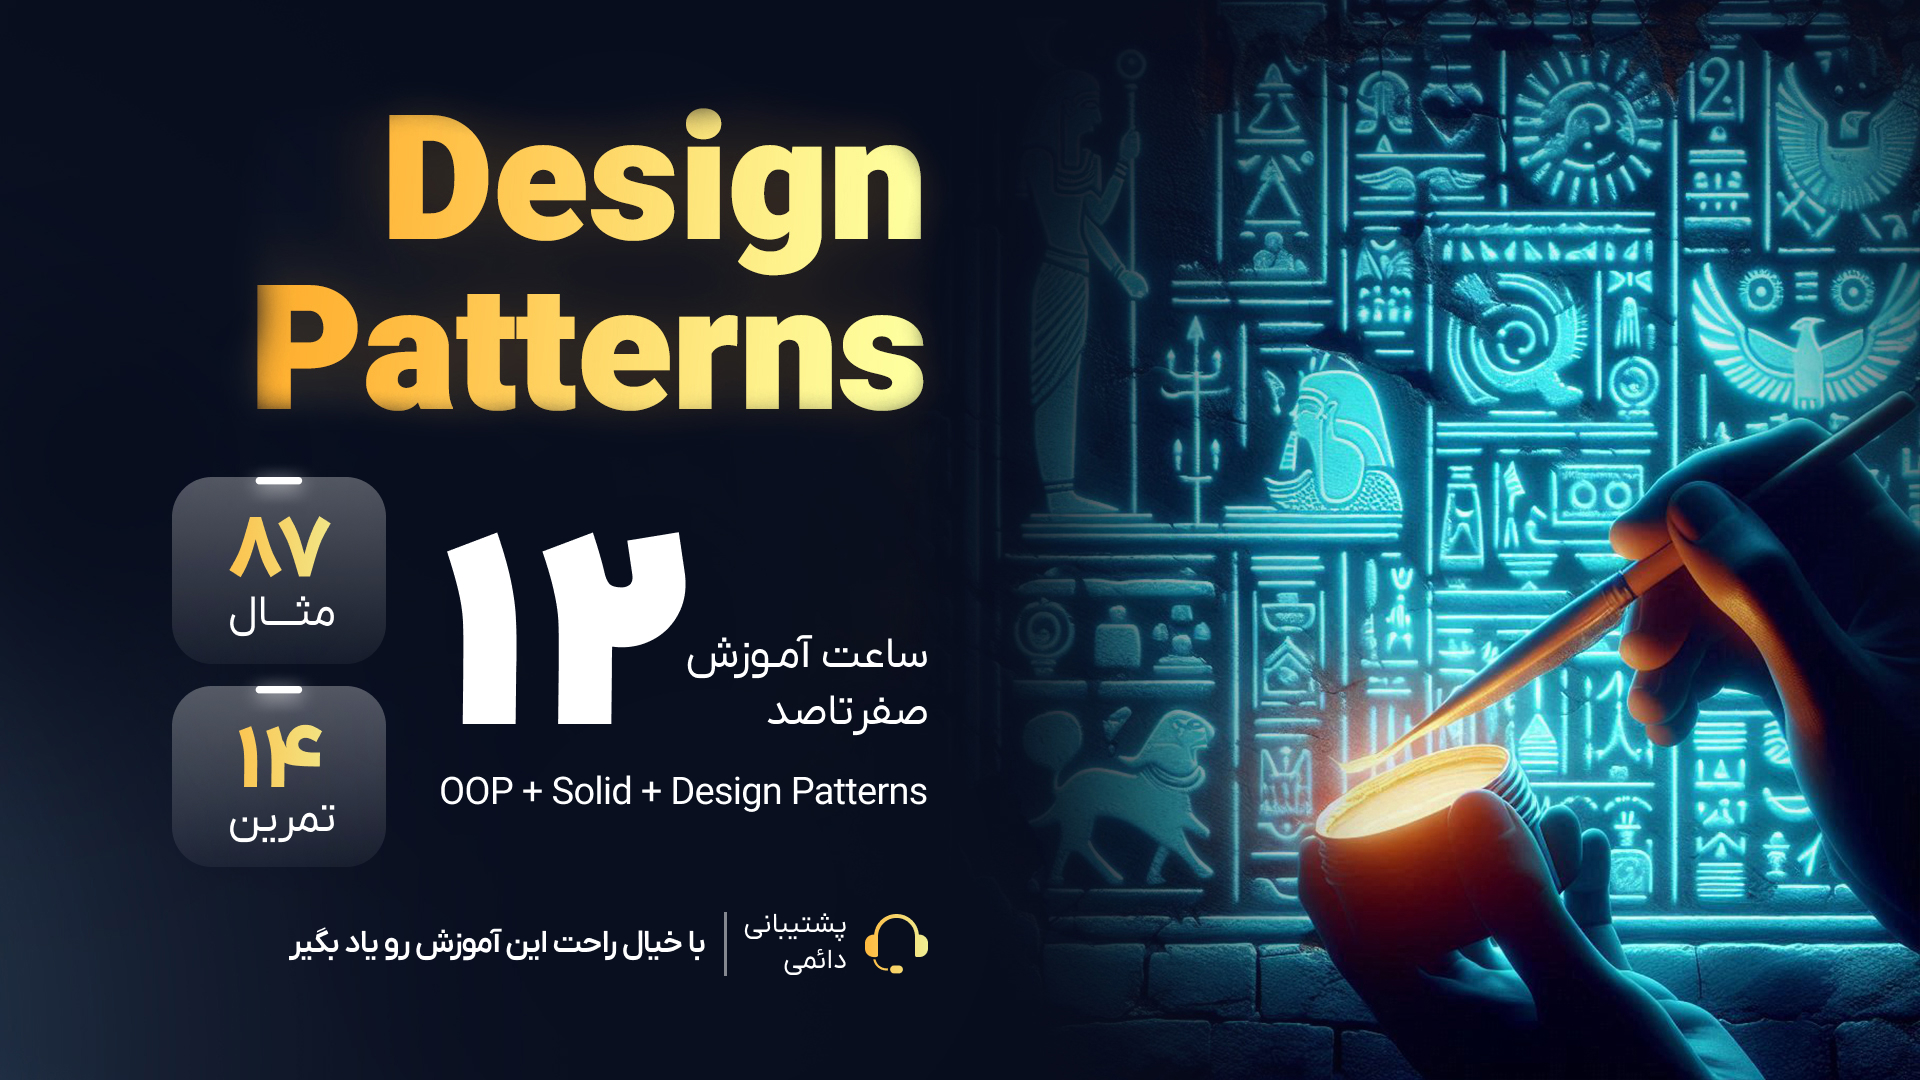 Design
Patterns
۱۲
ساعت آموزش
صفرتاصد
OOP + Solid + Design Patterns
۸۷
مثـــال
۱۴
تمرین
پشتیبانی
دائمی
با خیال راحت این آموزش رو یاد بگیر